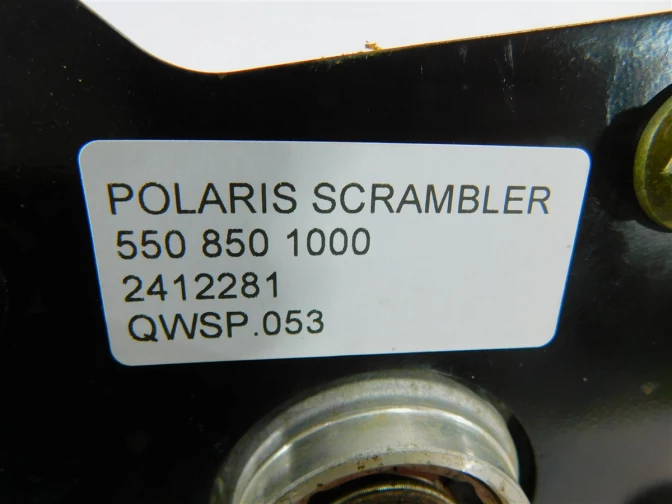 POLARIS SCRAMBLER
550 850 1000
2412281
QWSP.053